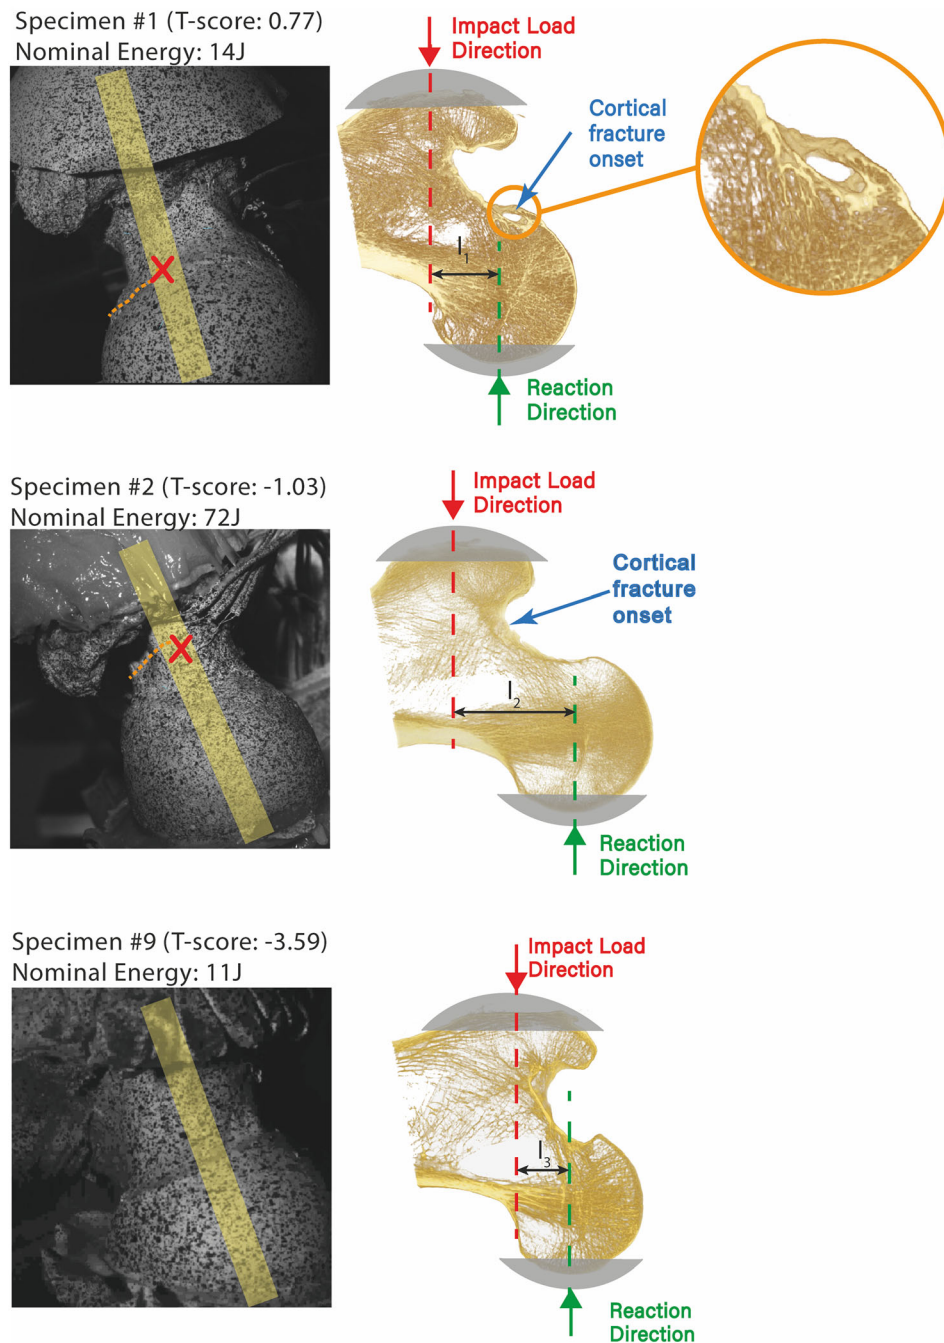 Specimen #1 (T-score: 0.77)
Nominal Energy: 14J
Impact Load
Direction
Cortical
fracture
onset
l1
Reaction
Direction
Specimen #2 (T-score: -1.03)
Nominal Energy: 72J
Impact Load
Direction
Cortical
fracture
onset
l2
Reaction
Direction
Specimen #9 (T-score: -3.59)
Nominal Energy: 11J
Impact Load
Direction
l3
Reaction
Direction